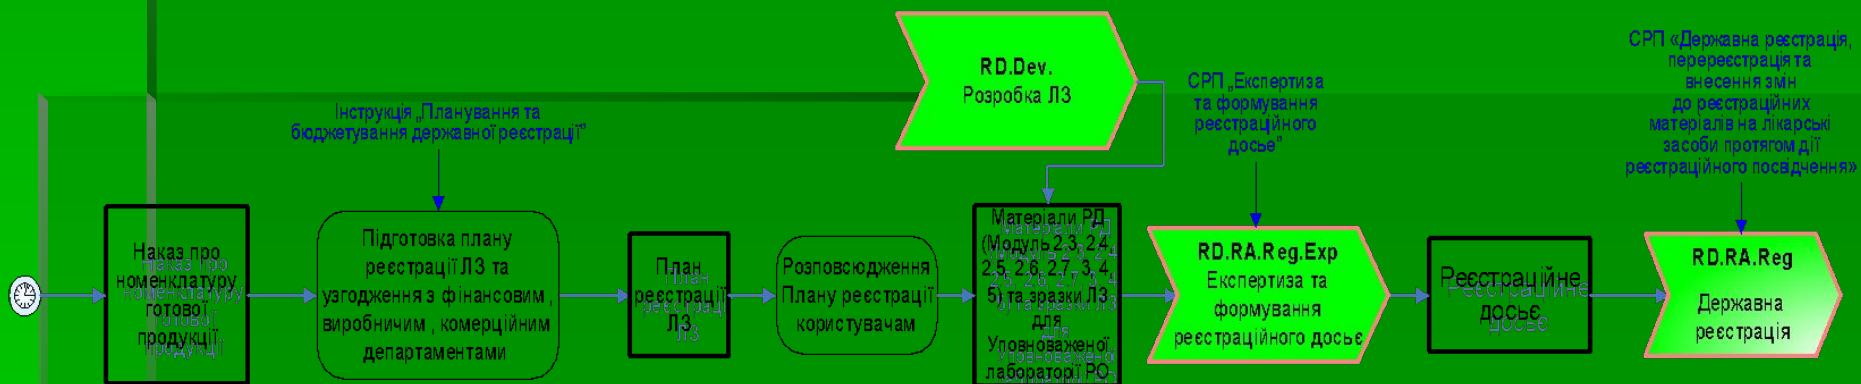 RD.Dev.
Розробка ЛЗ
Інструкція „Планування та
бюджетування державної реєстрації”
СРП „Експертиза
та формування
реєстраційного
досье”
СРП «Державна реєстрація,
перереєстрація та
внесення змін
до реєстраційних
матеріалів на лікарські
засоби протягом дії
реєстраційного посвідчення»
Наказ про
номенклатуру
готової
продукції
Підготовка плану
реєстрації ЛЗ та
узгодження з фінансовим ,
виробничим , комерційним
департаментами
План
реєстрації
ЛЗ
Розповсюдження
Плану реєстрації
користувачам
Матеріали РД
(Модуль 2.3, 2.4,
2.5, 2.6, 2.7, 3, 4,
5) та зразки ЛЗ
для
Уповноваженої
лабораторії РО
RD.RA.Reg.Exp
Експертиза та
формування
реєстраційного досьє
Реєстраційне
досьє
RD.RA.Reg
Державна
реєстрація